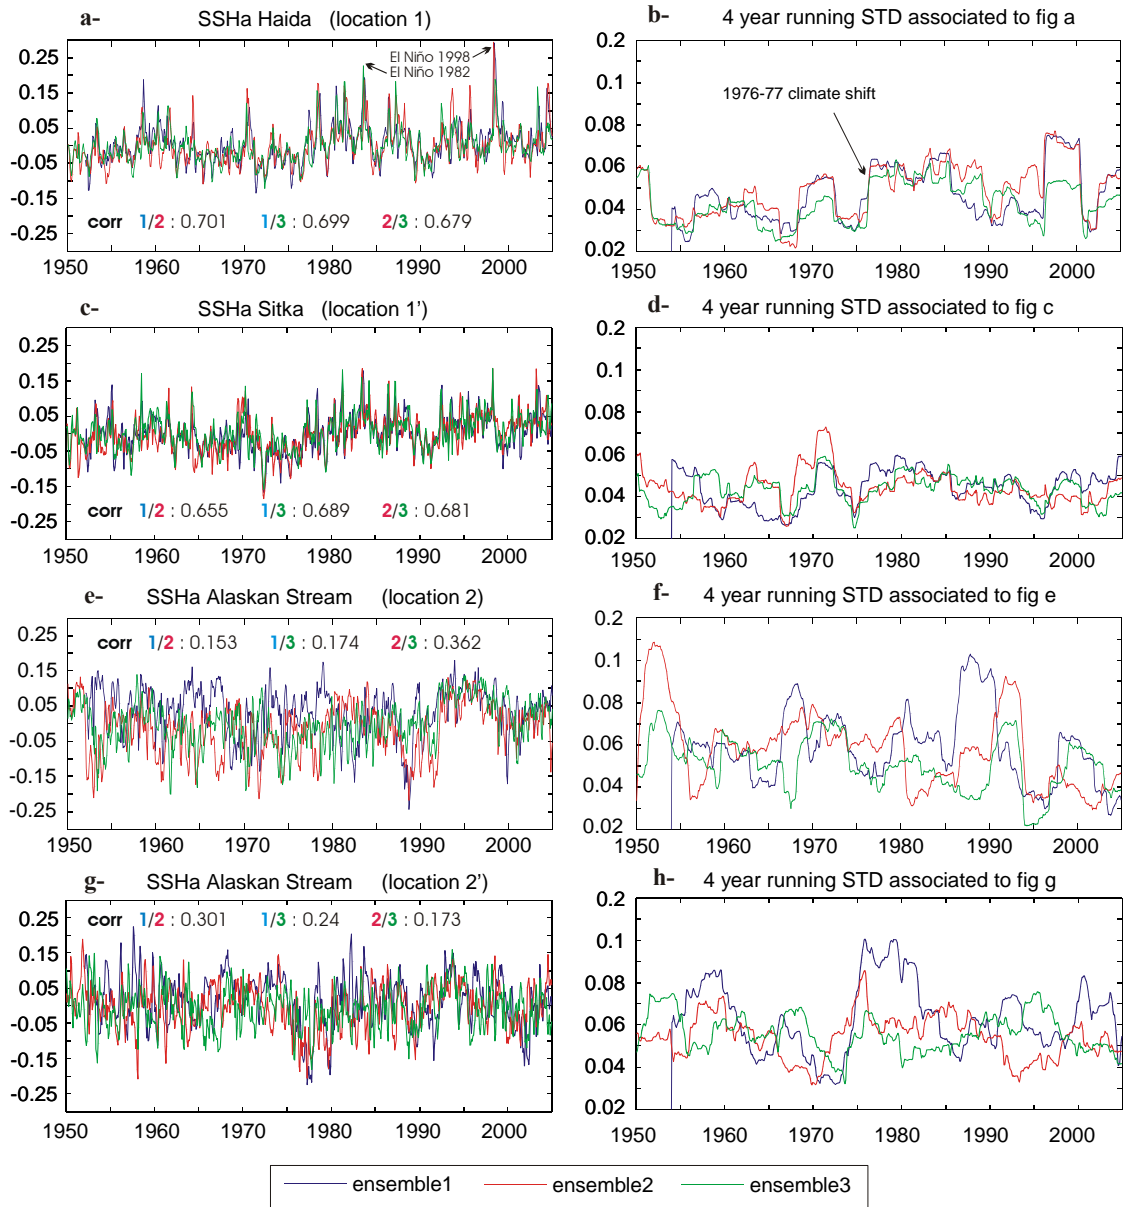 a- SSHa Haida (location 1)
El Niño 1998
El Niño 1982
0.25
0.15
0.05
-0.05
-0.15
-0.25
corr 1/2 : 0.701 1/3 : 0.699 2/3 : 0.679
1950 1960 1970 1980 1990 2000
b- 4 year running STD associated to fig a
0.2
0.1
0.08
0.06
0.04
0.02
1976-77 climate shift
1950 1960 1970 1980 1990 2000
c- SSHa Sitka (location 1')
0.25
0.15
0.05
-0.05
-0.15
-0.25
corr 1/2 : 0.655 1/3 : 0.689 2/3 : 0.681
1950 1960 1970 1980 1990 2000
d- 4 year running STD associated to fig c
0.2
0.1
0.08
0.06
0.04
0.02
1950 1960 1970 1980 1990 2000
e- SSHa Alaskan Stream (location 2)
corr 1/2 : 0.153 1/3 : 0.174 2/3 : 0.362
0.25
0.15
0.05
-0.05
-0.15
-0.25
1950 1960 1970 1980 1990 2000
f- 4 year running STD associated to fig e
0.2
0.1
0.08
0.06
0.04
0.02
1950 1960 1970 1980 1990 2000
g- SSHa Alaskan Stream (location 2')
corr 1/2 : 0.301 1/3 : 0.24 2/3 : 0.173
0.25
0.15
0.05
-0.05
-0.15
-0.25
1950 1960 1970 1980 1990 2000
h- 4 year running STD associated to fig g
0.2
0.1
0.08
0.06
0.04
0.02
1950 1960 1970 1980 1990 2000
ensemble1 ensemble2 ensemble3